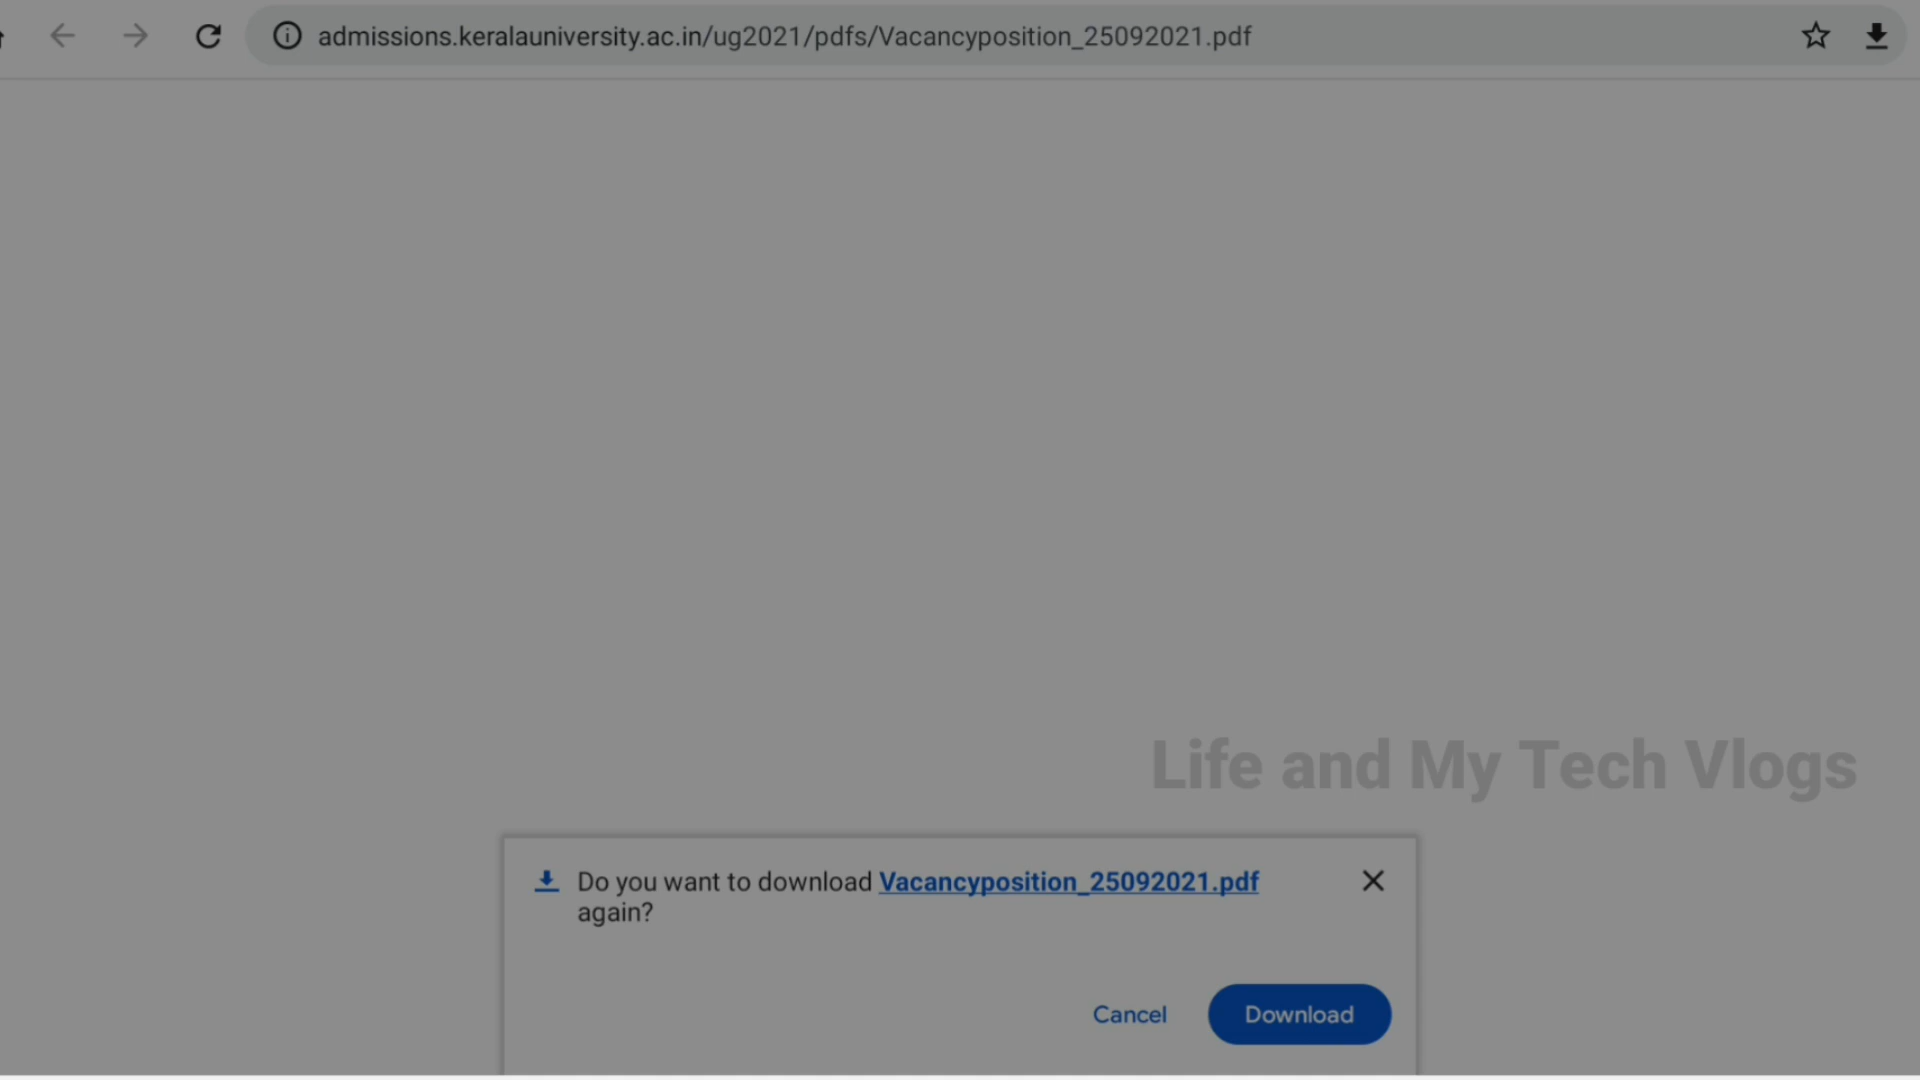 admissions.keralauniversity.ac.in/ug2021/pdfs/Vacancyposition_25092021.pdf
Life and My Tech Vlogs
Do you want to download Vacancyposition_25092021.pdf
again?
Cancel
Download